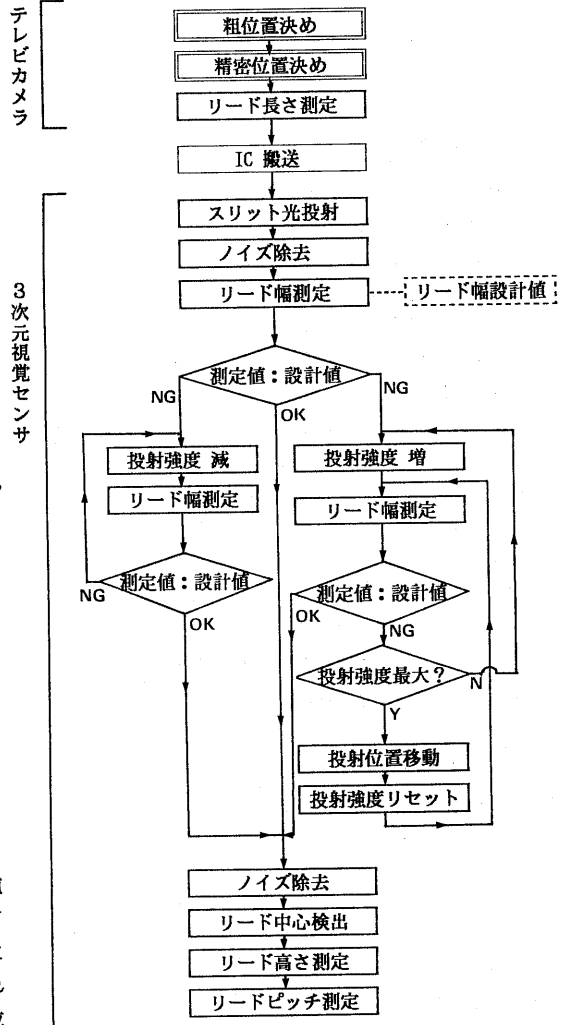 テレビカメラ
粗位置決め
精密位置決め
リード長さ測定
IC 搬送
3次元視覚センサ
スリット光投射
ノイズ除去
リード幅測定
リード幅設計値
測定値：設計値
NG
NG
OK
投射強度 減
リード幅測定
測定値：設計値
NG
OK
投射強度 増
リード幅測定
測定値：設計値
OK
NG
投射強度最大？
N
Y
投射位置移動
投射強度リセット
ノイズ除去
リード中心検出
リード高さ測定
リードピッチ測定